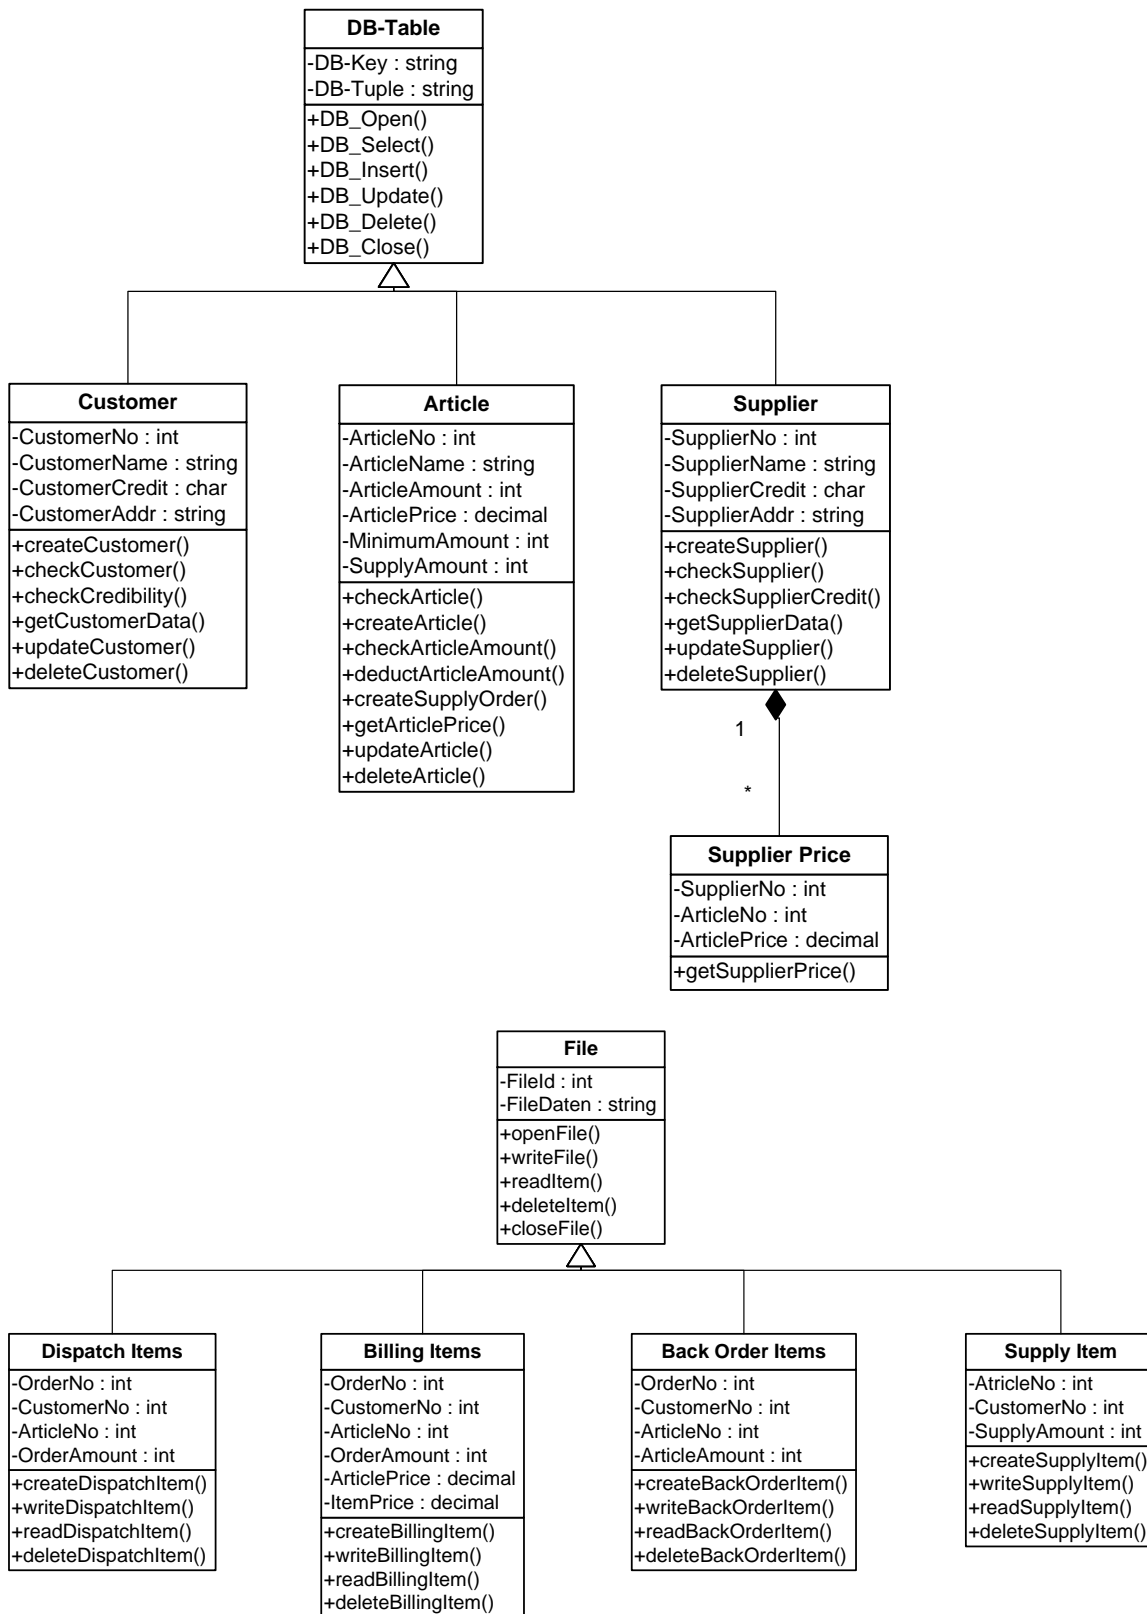 DB-Table
-DB-Key : string
-DB-Tuple : string
+DB_Open()
+DB_Select()
+DB_Insert()
+DB_Update()
+DB_Delete()
+DB_Close()
Customer
-CustomerNo : int
-CustomerName : string
-CustomerCredit : char
-CustomerAddr : string
+createCustomer()
+checkCustomer()
+checkCredibility()
+getCustomerData()
+updateCustomer()
+deleteCustomer()
Article
-ArticleNo : int
-ArticleName : string
-ArticleAmount : int
-ArticlePrice : decimal
-MinimumAmount : int
-SupplyAmount : int
+checkArticle()
+createArticle()
+checkArticleAmount()
+deductArticleAmount()
+createSupplyOrder()
+getArticlePrice()
+updateArticle()
+deleteArticle()
Supplier
-SupplierNo : int
-SupplierName : string
-SupplierCredit : char
-SupplierAddr : string
+createSupplier()
+checkSupplier()
+checkSupplierCredit()
+getSupplierData()
+updateSupplier()
+deleteSupplier()
1
*
Supplier Price
-SupplierNo : int
-ArticleNo : int
-ArticlePrice : decimal
+getSupplierPrice()
File
-FileId : int
-FileDaten : string
+openFile()
+writeFile()
+readItem()
+deleteItem()
+closeFile()
Dispatch Items
-OrderNo : int
-CustomerNo : int
-ArticleNo : int
-OrderAmount : int
+createDispatchItem()
+writeDispatchItem()
+readDispatchItem()
+deleteDispatchItem()
Billing Items
-OrderNo : int
-CustomerNo : int
-ArticleNo : int
-OrderAmount : int
-ArticlePrice : decimal
-ItemPrice : decimal
+createBillingItem()
+writeBillingItem()
+readBillingItem()
+deleteBillingItem()
Back Order Items
-OrderNo : int
-CustomerNo : int
-ArticleNo : int
-ArticleAmount : int
+createBackOrderItem()
+writeBackOrderItem()
+readBackOrderItem()
+deleteBackOrderItem()
Supply Item
-AtricleNo : int
-CustomerNo : int
-SupplyAmount : int
+createSupplyItem()
+writeSupplyItem()
+readSupplyItem()
+deleteSupplyItem()